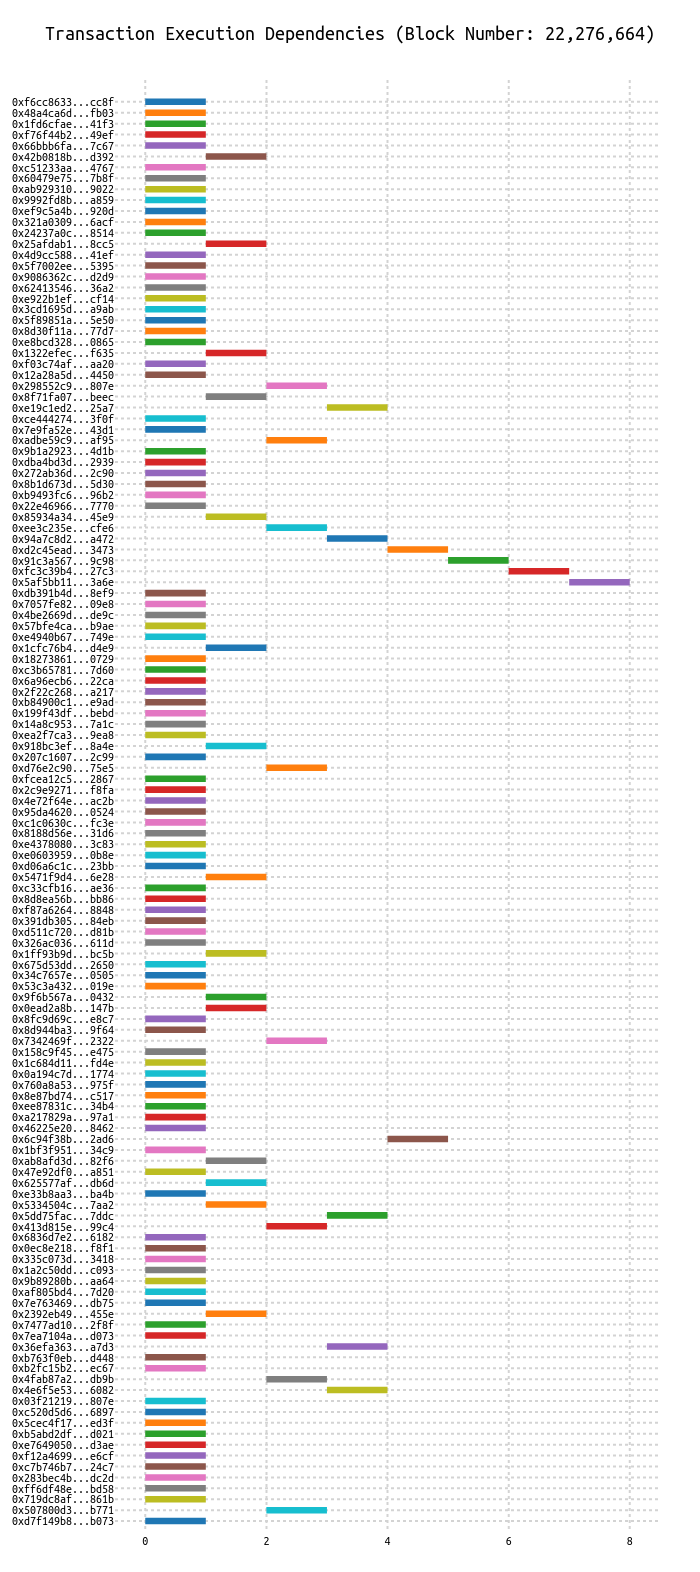 Transaction Execution Dependencies (Block Number: 22,276,664)
0xf6cc8633...cc8f
0x48a4ca6d...fb03
0x1fd6cfae...41f3
0xf76f44b2...49ef
0x66bbb6fa...7c67
0x42b0818b...d392
0xc51233aa...4767
0x60479e75...7b8f
0xab929310...9022
0x9992fd8b...a859
0xef9c5a4b...920d
0x321a0309...6acf
0x24237a0c...8514
0x25afdab1...8cc5
0x4d9cc588...41ef
0x5f7002ee...5395
0x9086362c...d2d9
0x62413546...36a2
0xe922b1ef...cf14
0x3cd1695d...a9ab
0x5f89851a...5e50
0x8d30f11a...77d7
0xe8bcd328...0865
0x1322efec...f635
0xf03c74af...aa20
0x12a28a5d...4450
0x298552c9...807e
0x8f71fa07...beec
0xe19c1ed2...25a7
0xce444274...3f0f
0x7e9fa52e...43d1
0xadbe59c9...af95
0x9b1a2923...4d1b
0xdba4bd3d...2939
0x272ab36d...2c90
0x8b1d673d...5d30
0xb9493fc6...96b2
0x22e46966...7770
0x85934a34...45e9
0xee3c235e...cfe6
0x94a7c8d2...a472
0xd2c45ead...3473
0x91c3a567...9c98
0xfc3c39b4...27c3
0x5af5bb11...3a6e
0xdb391b4d...8ef9
0x7057fe82...09e8
0x4be2669d...de9c
0x57bfe4ca...b9ae
0xe4940b67...749e
0x1cfc76b4...d4e9
0x18273861...0729
0xc3b65781...7d60
0x6a96ecb6...22ca
0x2f22c268...a217
0xb84900c1...e9ad
0x199f43df...bebd
0x14a8c953...7a1c
0xea2f7ca3...9ea8
0x918bc3ef...8a4e
0x207c1607...2c99
0xd76e2c90...75e5
0xfcea12c5...2867
0x2c9e9271...f8fa
0x4e72f64e...ac2b
0x95da4620...0524
0xc1c0630c...fc3e
0x8188d56e...31d6
0xe4378080...3c83
0xe0603959...0b8e
0xd06a6c1c...23bb
0x5471f9d4...6e28
0xc33cfb16...ae36
0x8d8ea56b...bb86
0xf87a6264...8848
0x391db305...84eb
0xd511c720...d81b
0x326ac036...611d
0x1ff93b9d...bc5b
0x675d53dd...2650
0x34c7657e...0505
0x53c3a432...019e
0x9f6b567a...0432
0x0ead2a8b...147b
0x8fc9d69c...e8c7
0x8d944ba3...9f64
0x7342469f...2322
0x158c9f45...e475
0x1c684d11...fd4e
0x0a194c7d...1774
0x760a8a53...975f
0x8e87bd74...c517
0xee87831c...34b4
0xa217829a...97a1
0x46225e20...8462
0x6c94f38b...2ad6
0x1bf3f951...34c9
0xab8afd3d...82f6
0x47e92df0...a851
0x625577af...db6d
0xe33b8aa3...ba4b
0x5334504c...7aa2
0x5dd75fac...7ddc
0x413d815e...99c4
0x6836d7e2...6182
0x0ec8e218...f8f1
0x335c073d...3418
0x1a2c50dd...c093
0x9b89280b...aa64
0xaf805bd4...7d20
0x7e763469...db75
0x2392eb49...455e
0x7477ad10...2f8f
0x7ea7104a...d073
0x36efa363...a7d3
0xb763f0eb...d448
0xb2fc15b2...ec67
0x4fab87a2...db9b
0x4e6f5e53...6082
0x03f21219...807e
0xc520d5d6...6897
0x5cec4f17...ed3f
0xb5abd2df...d021
0xe7649050...d3ae
0xf12a4699...e6cf
0xc7b746b7...24c7
0x283bec4b...dc2d
0xff6df48e...bd58
0x719dc8af...861b
0x507800d3...b771
0xd7f149b8...b073
0 2 4 6 8